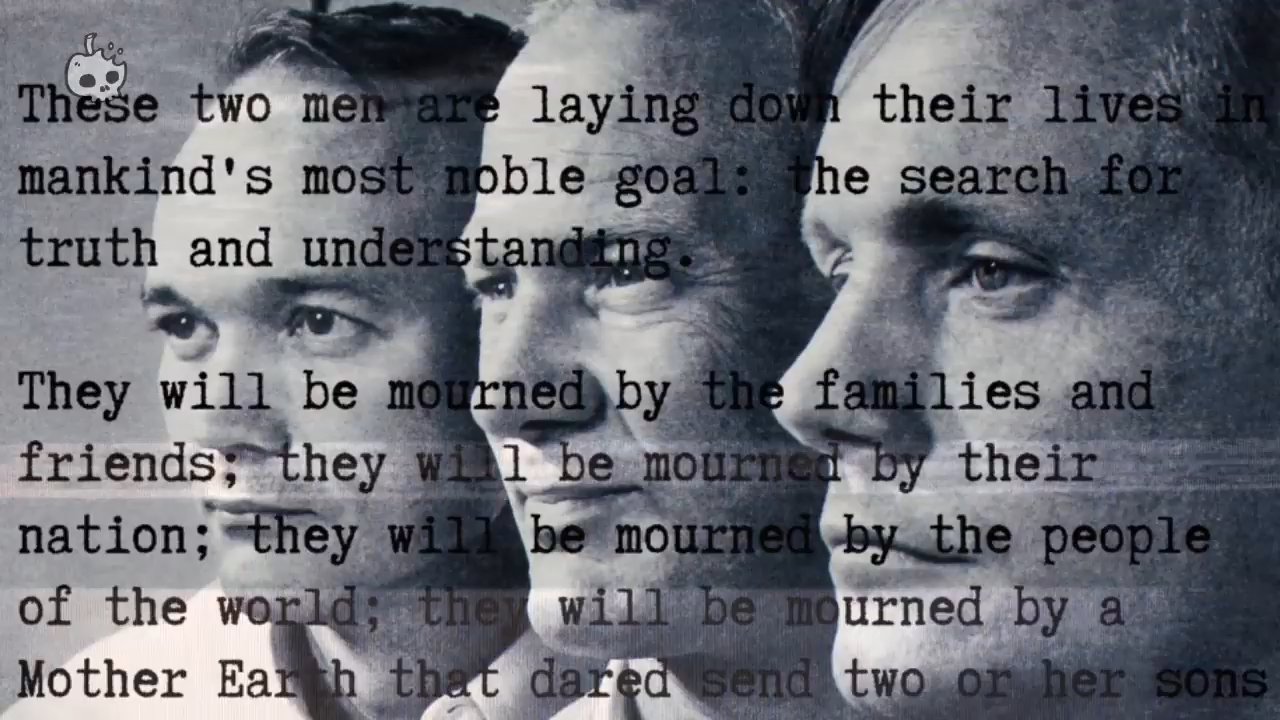 These two men are laying down their lives in
mankind's most noble goal: the search for
truth and understanding.
They will be mourned by the families and
friends; they will be mourned by their
nation; they will be mourned by the people
of the world; they will be mourned by a
Mother Earth that dared send two or her sons